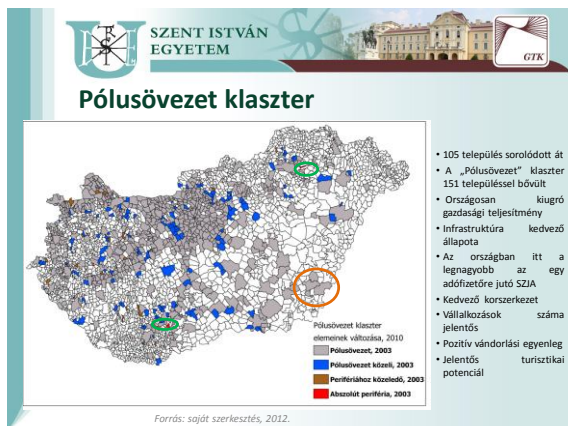 SZENT ISTVÁN
EGYETEM
GTK
Pólusövezet klaszter
• 105 település sorolódott át
• A „Pólusövezet” klaszter
151 településsel bővült
• Országosan kiugró
gazdasági teljesítmény
• Infrastruktúra kedvező
állapota
• Az országban itt a
legnagyobb az egy
adófizetőre jutó SZJA
• Kedvező korszerkezet
• Vállalkozások száma
jelentős
• Pozitív vándorlási egyenleg
• Jelentős turisztikai
potenciál
Pólusövezet klaszter
elemeinek változása, 2010
Pólusövezet, 2003
Pólusövezet közeli, 2003
Perifériához közeledő, 2003
Abszolút periféria, 2003
Forrás: saját szerkesztés, 2012.